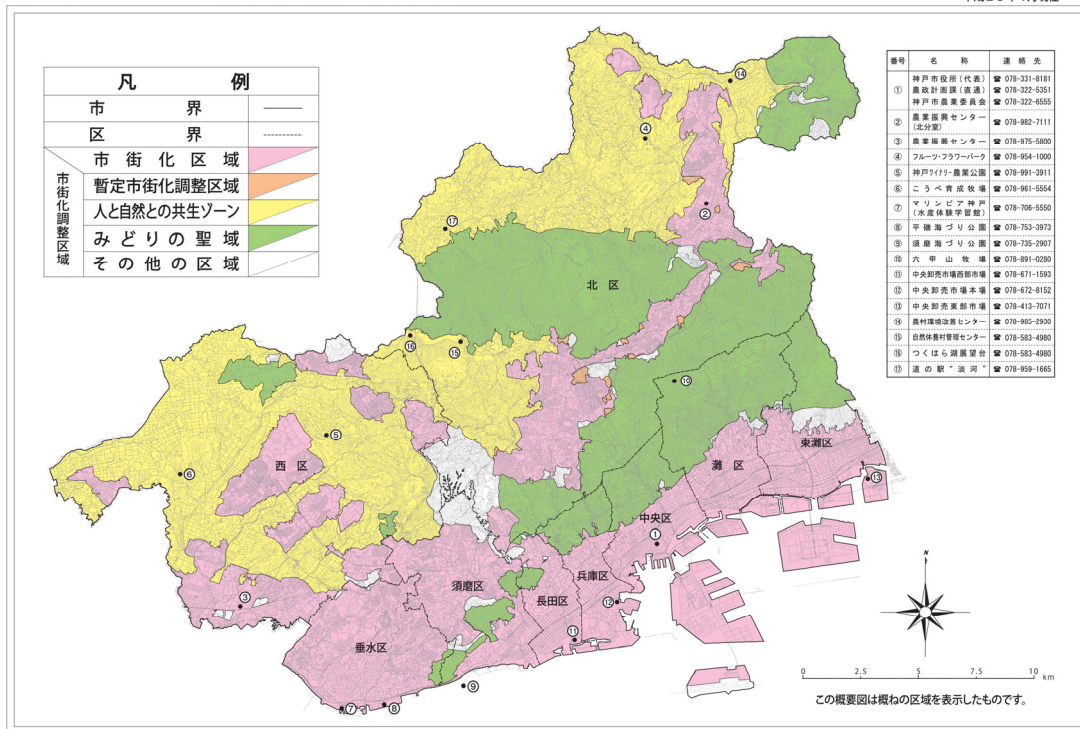 凡 例
市 界
区 界
市街化調整区域
市街化区域
暫定市街化調整区域
人と自然との共生ゾーン
みどりの聖域
その他の区域
番号 名 称 連 絡 先
① 神戸市役所(代表) ☎ 078-331-8181
農政計画課(直通) ☎ 078-322-5351
神戸市農業委員会 ☎ 078-322-6555
② 農業振興センター ☎ 078-982-7111
(北分室)
③ 農業振興センター ☎ 078-975-5800
④ フルーツ・フラワーパーク ☎ 078-954-1000
⑤ 神戸ワイナリー農業公園 ☎ 078-991-3911
⑥ こうべ育成牧場 ☎ 078-961-5554
⑦ マリンピア神戸 ☎ 078-706-5550
(水産体験学習館)
⑧ 平磯海づり公園 ☎ 078-753-3973
⑨ 須磨海づり公園 ☎ 078-735-2907
⑩ 六甲山牧場 ☎ 078-891-0280
⑪ 中央卸売市場西部市場 ☎ 078-671-1593
⑫ 中央卸売市場本場 ☎ 078-672-8152
⑬ 中央卸売東部市場 ☎ 078-413-7071
⑭ 農村環境改善センター ☎ 078-985-2930
⑮ 自然休養村管理センター ☎ 078-583-4980
⑯ つくはら湖展望台 ☎ 078-583-4980
⑰ 道の駅"淡河" ☎ 078-959-1665
⑭
④
②
⑰
北区
⑯
⑮
⑩
⑤
西区
⑥
東灘区
灘区
⑬
中央区
①
兵庫区
須磨区
長田区
⑫
③
⑪
垂水区
⑨
⑦
⑧
N
0 2.5 5 7.5 10 km
この概要図は概ねの区域を表示したものです。